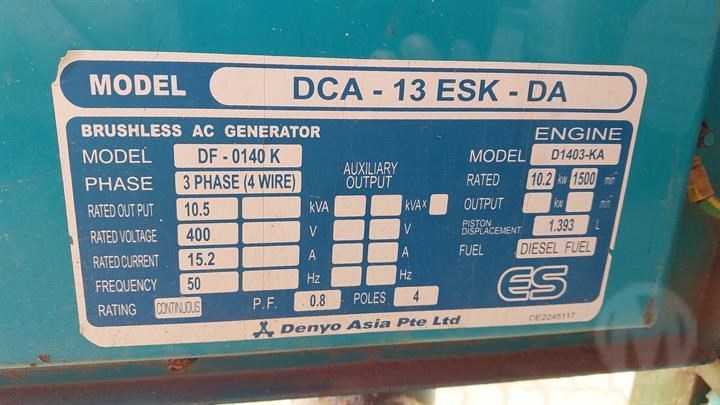 MODEL DCA - 13 ESK - DA
BRUSHLESS AC GENERATOR
MODEL DF - 0140 K
PHASE 3 PHASE (4 WIRE)
AUXILIARY OUTPUT
RATED OUT PUT 10.5 kVA kVA x
RATED VOLTAGE 400 V V
RATED CURRENT 15.2 A A
FREQUENCY 50 Hz Hz
RATING CONTINUOUS P.F. 0.8 POLES 4
ENGINE
MODEL D1403-KA
RATED 10.2 kw 1500 min
OUTPUT kw min
PISTON DISPLACEMENT 1.393 L
FUEL DIESEL FUEL
ES
Denyo Asia Pte Ltd
DE2245117
M